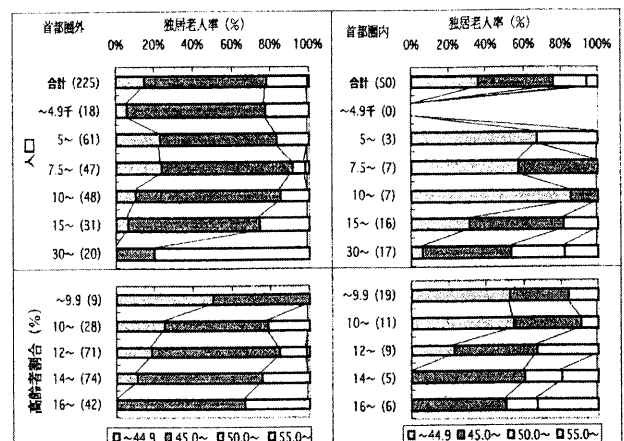 首都圏外
独居老人率 (%)
0% 20% 40% 60% 80% 100%
人口
合計 (225)
~4.9千 (18)
5~ (61)
7.5~ (47)
10~ (48)
15~ (31)
30~ (20)
高齢者割合 (%)
~9.9 (9)
10~ (28)
12~ (71)
14~ (74)
16~ (42)
~44.9 45.0~ 50.0~ 55.0~
首都圏内
独居老人率 (%)
0% 20% 40% 60% 80% 100%
合計 (50)
~4.9千 (0)
5~ (3)
7.5~ (7)
10~ (7)
15~ (16)
30~ (17)
~9.9 (19)
10~ (11)
12~ (9)
14~ (5)
16~ (6)
~44.9 45.0~ 50.0~ 55.0~